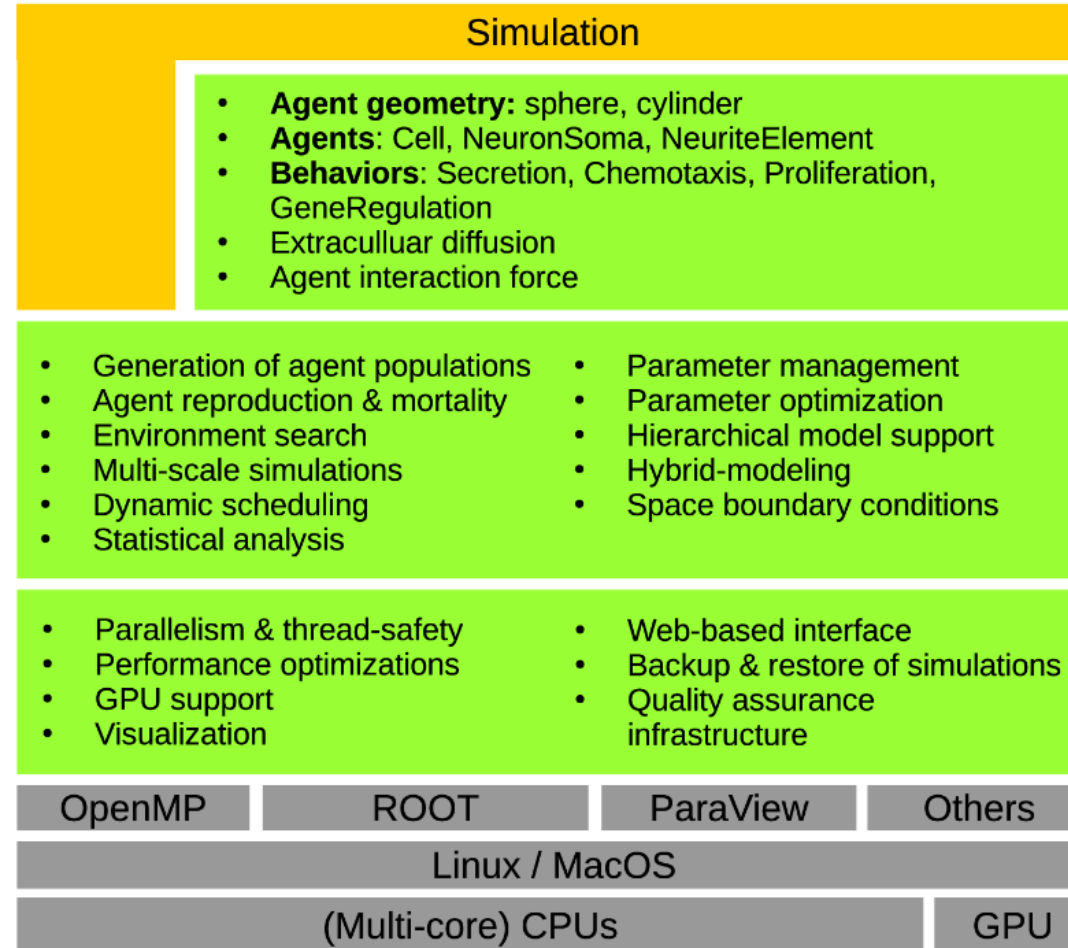 Simulation
• Agent geometry: sphere, cylinder
• Agents: Cell, NeuronSoma, NeuriteElement
• Behaviors: Secretion, Chemotaxis, Proliferation,
GeneRegulation
• Extraculluar diffusion
• Agent interaction force
• Generation of agent populations
• Agent reproduction & mortality
• Environment search
• Multi-scale simulations
• Dynamic scheduling
• Statistical analysis
• Parameter management
• Parameter optimization
• Hierarchical model support
• Hybrid-modeling
• Space boundary conditions
• Parallelism & thread-safety
• Performance optimizations
• GPU support
• Visualization
• Web-based interface
• Backup & restore of simulations
• Quality assurance
infrastructure
OpenMP
ROOT
ParaView
Others
Linux / MacOS
(Multi-core) CPUs
GPU